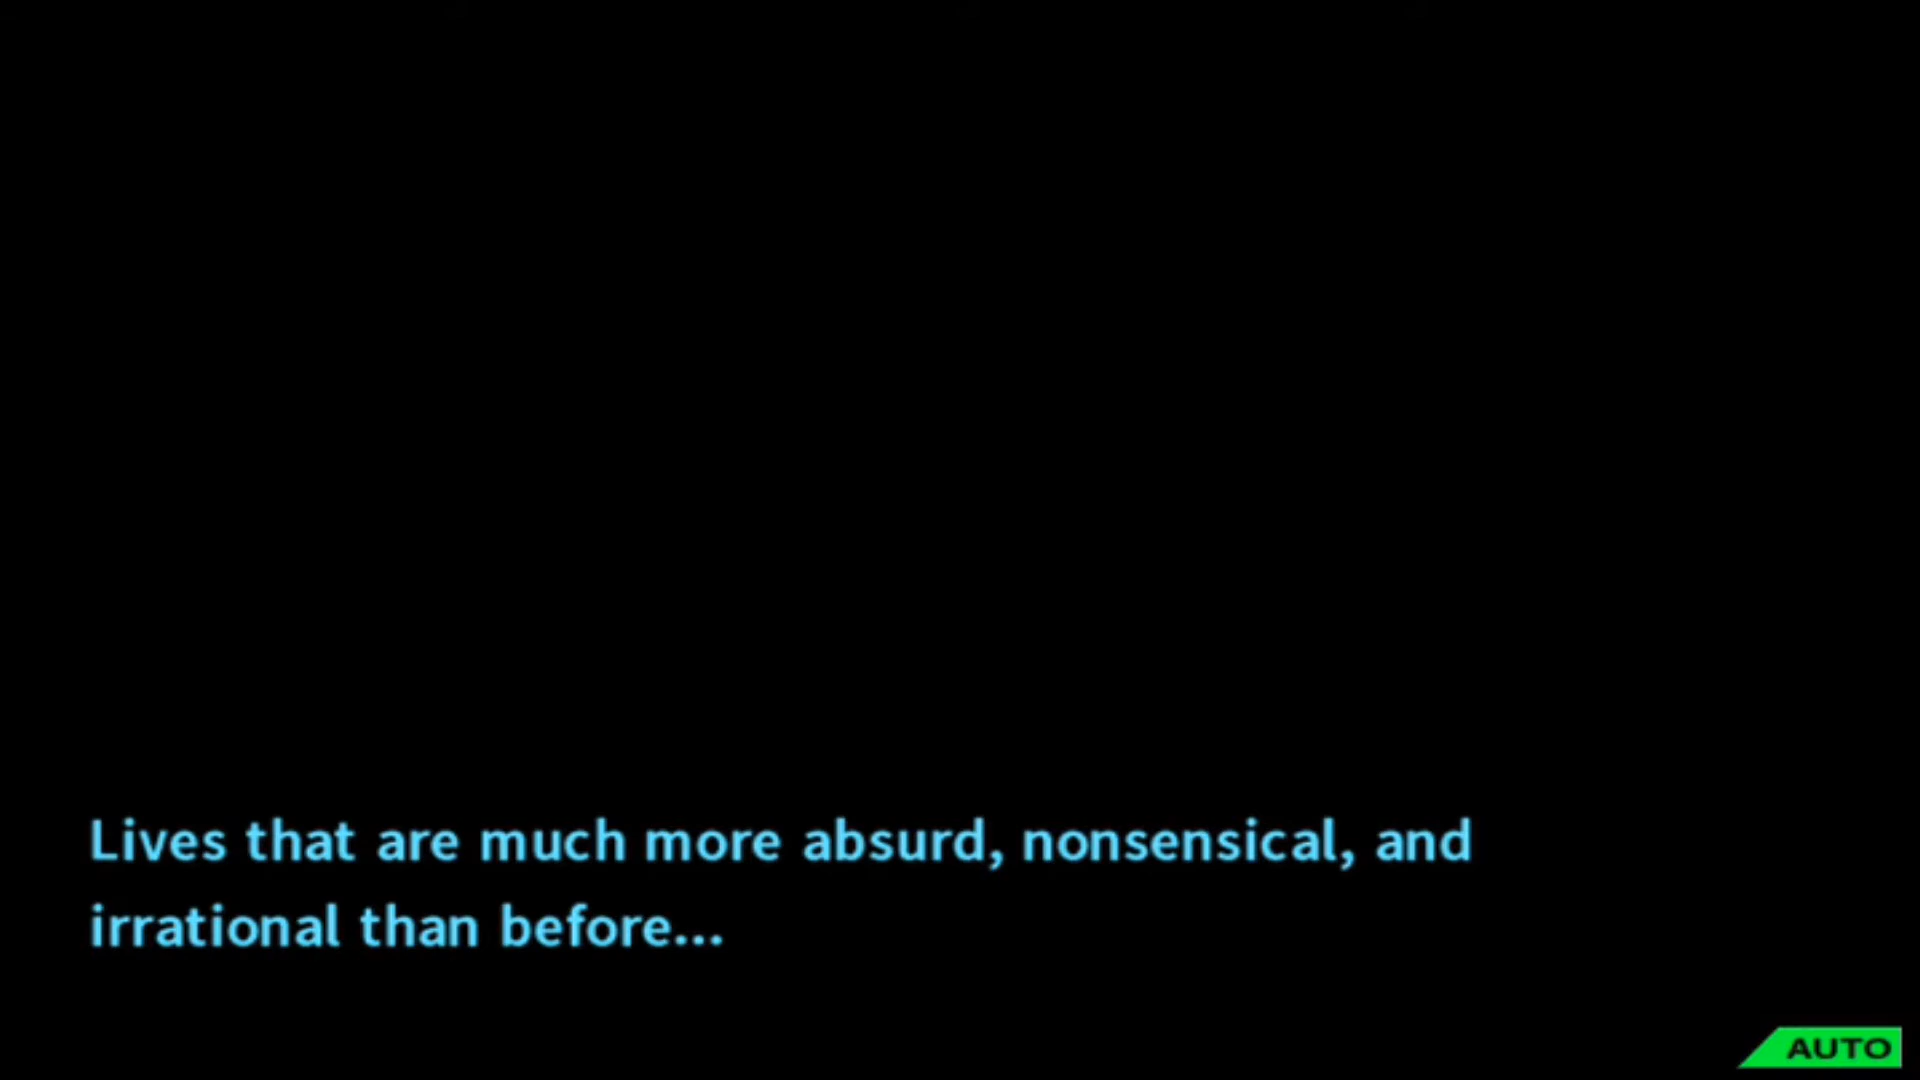 Lives that are much more absurd, nonsensical, and
irrational than before...
AUTO